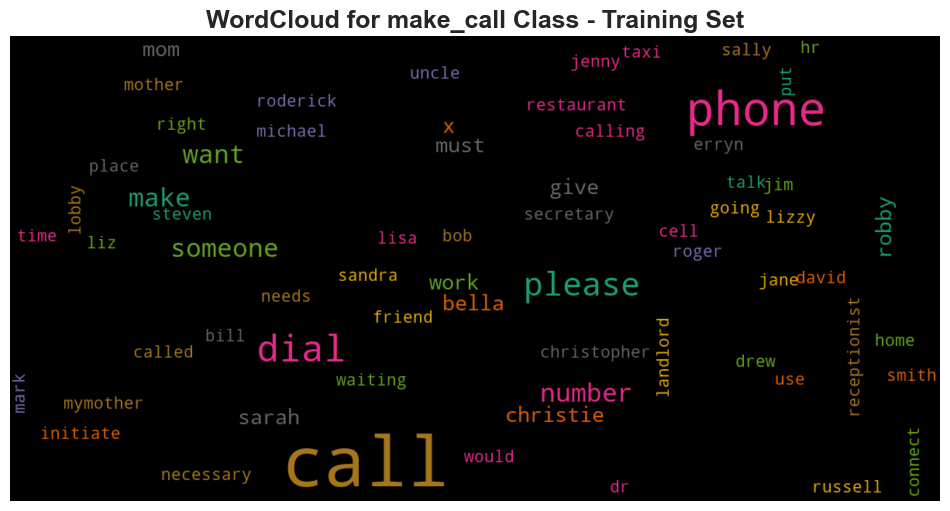 WordCloud for make_call Class - Training Set
mom
hr
sally
taxi
jenny
uncle
mother
put
roderick
restaurant
phone
right
michael
x
calling
must
erryn
want
place
talk
jim
give
make
lobby
steven
secretary
going
lizzy
robby
time
liz
someone
lisa
bob
cell
roger
sandra
work
please
jane
david
needs
bella
friend
bill
landlord
receptionist
home
called
dial
christopher
drew
waiting
use
smith
mark
number
mymother
sarah
christie
initiate
call
would
connect
necessary
dr
russell